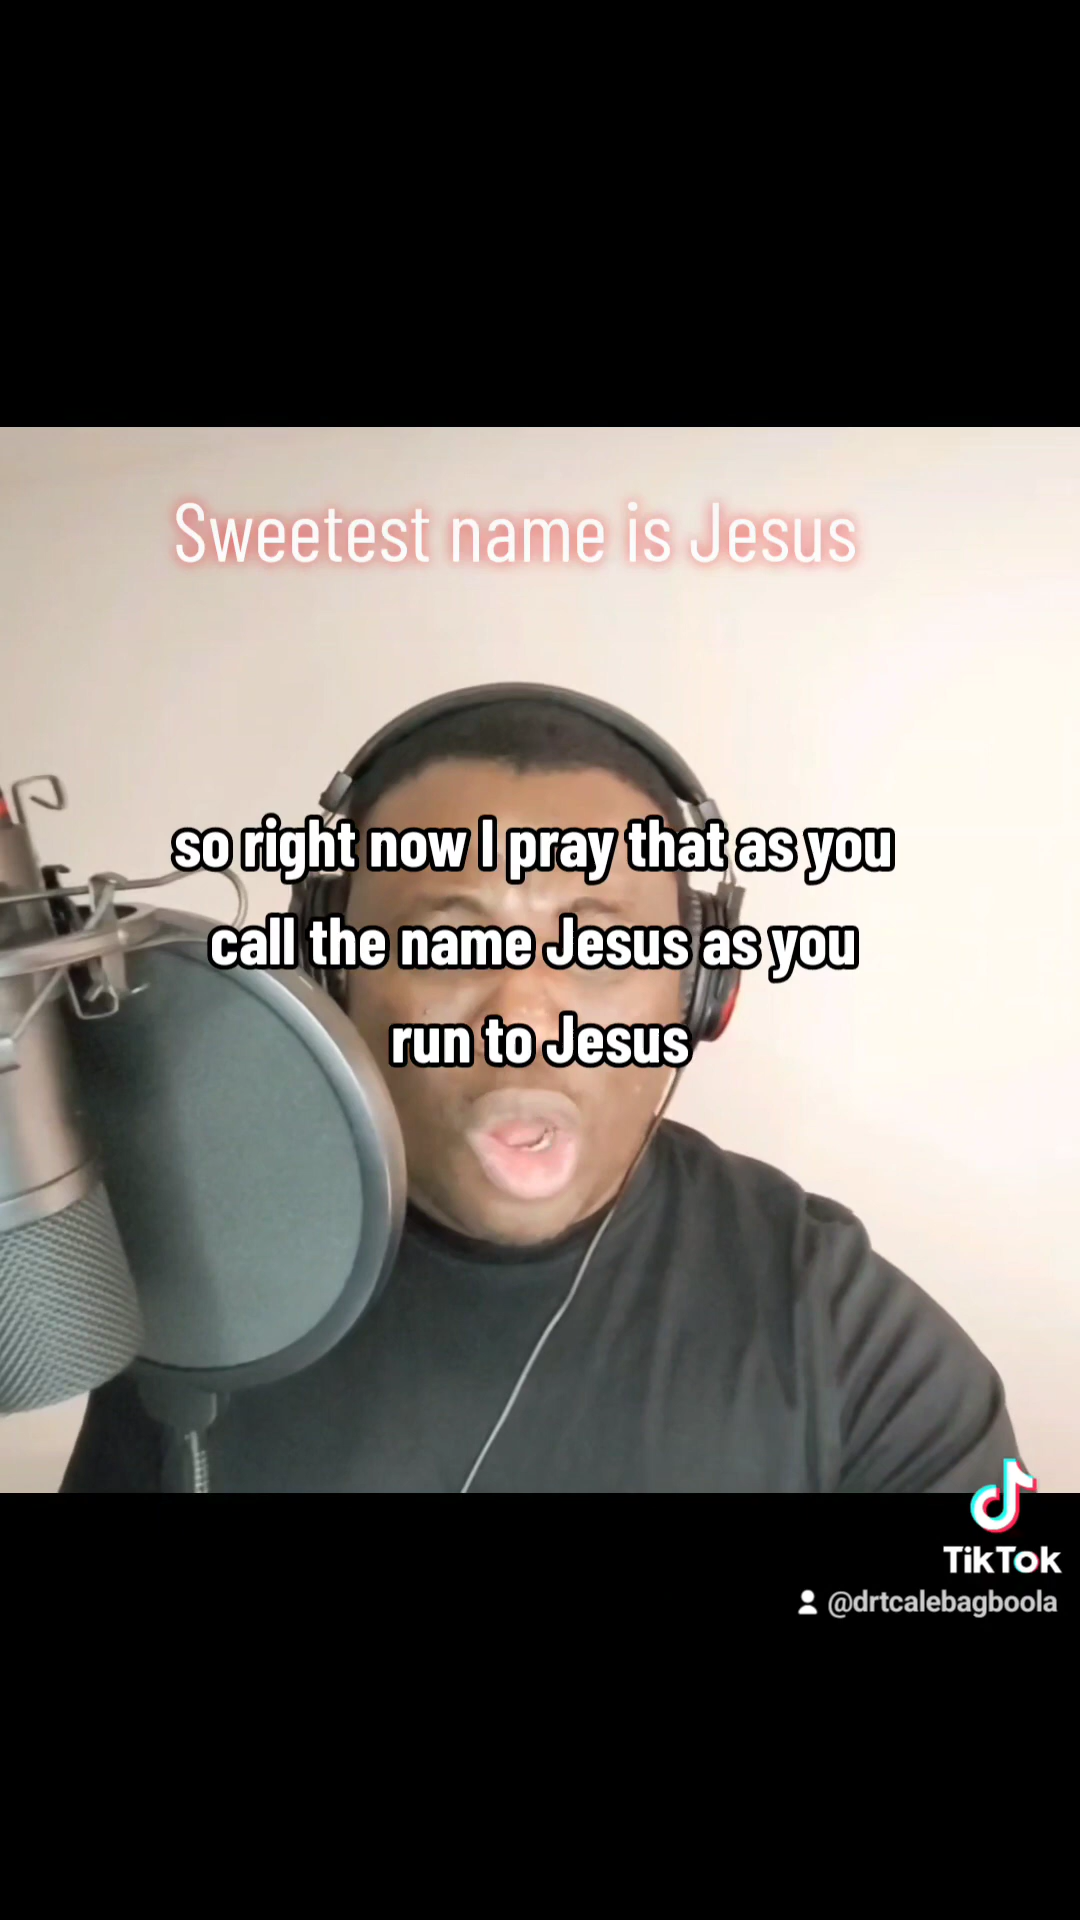 Sweetest name is Jesus
so right now I pray that as you
call the name Jesus as you
run to Jesus
TikTok
@drtcalebagboola